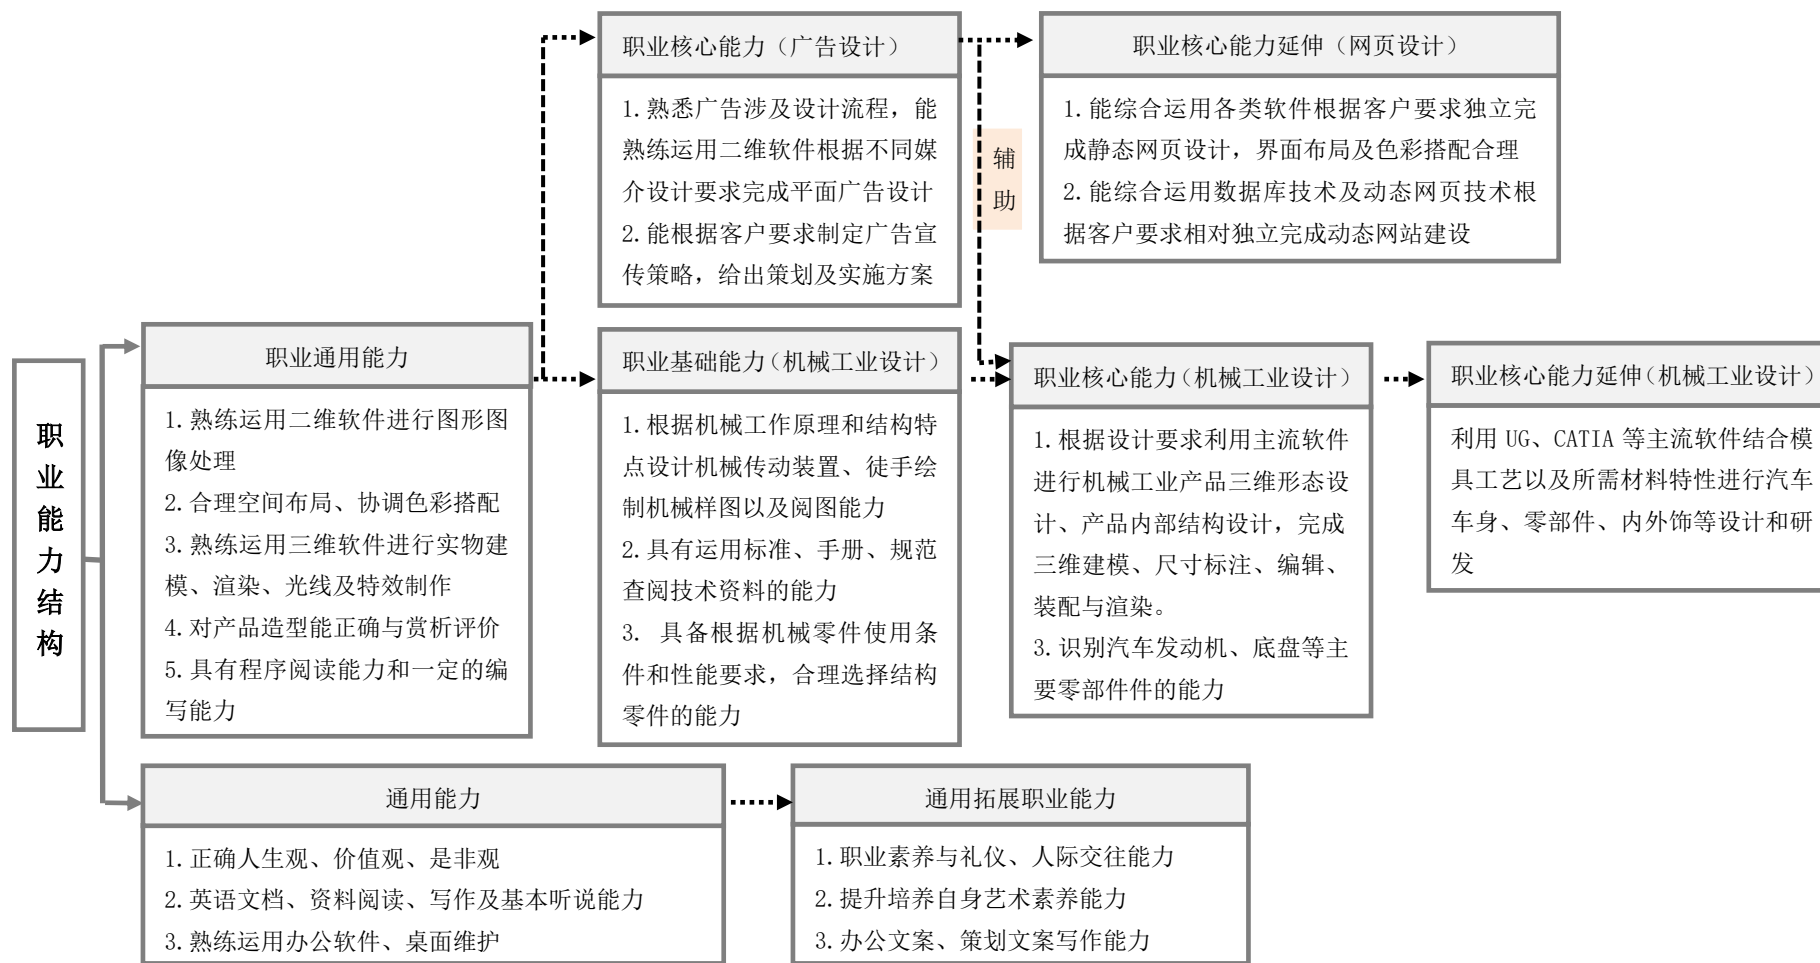 职业核心能力（广告设计）
1.熟悉广告涉及设计流程，能
熟练运用二维软件根据不同媒
介设计要求完成平面广告设计
2.能根据客户要求制定广告宣
传策略，给出策划及实施方案
辅
助
职业核心能力延伸（网页设计）
1.能综合运用各类软件根据客户要求独立完
成静态网页设计，界面布局及色彩搭配合理
2.能综合运用数据库技术及动态网页技术根
据客户要求相对独立完成动态网站建设
职
业
能
力
结
构
职业通用能力
1.熟练运用二维软件进行图形图
像处理
2.合理空间布局、协调色彩搭配
3.熟练运用三维软件进行实物建
模、渲染、光线及特效制作
4.对产品造型能正确与赏析评价
5.具有程序阅读能力和一定的编
写能力
职业基础能力(机械工业设计)
1.根据机械工作原理和结构特
点设计机械传动装置、徒手绘
制机械样图以及阅图能力
2.具有运用标准、手册、规范
查阅技术资料的能力
3. 具备根据机械零件使用条
件和性能要求，合理选择结构
零件的能力
职业核心能力(机械工业设计)
1.根据设计要求利用主流软件
进行机械工业产品三维形态设
计、产品内部结构设计，完成
三维建模、尺寸标注、编辑、
装配与渲染。
3.识别汽车发动机、底盘等主
要零部件件的能力
职业核心能力延伸(机械工业设计)
利用 UG、CATIA 等主流软件结合模
具工艺以及所需材料特性进行汽车
车身、零部件、内外饰等设计和研
发
通用能力
1.正确人生观、价值观、是非观
2.英语文档、资料阅读、写作及基本听说能力
3.熟练运用办公软件、桌面维护
通用拓展职业能力
1.职业素养与礼仪、人际交往能力
2.提升培养自身艺术素养能力
3.办公文案、策划文案写作能力